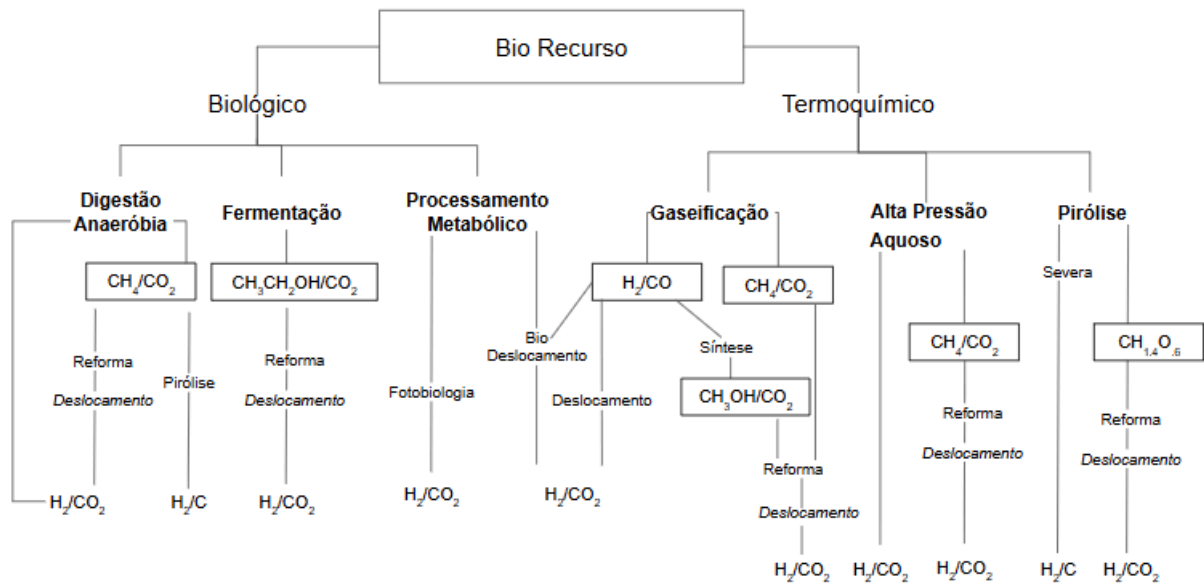 Bio Recurso
Biológico
Termoquímico
Digestão
Anaeróbia
Fermentação
Processamento
Metabólico
Gaseificação
Alta Pressão
Aquoso
Pirólise
CH₄/CO₂
CH₃CH₂OH/CO₂
H₂/CO
CH₄/CO₂
Severa
CH₄/CO₂
CH₁.₄O.₆
Reforma
Deslocamento
Pirólise
Reforma
Deslocamento
Fotobiologia
Bio
Deslocamento
Deslocamento
Síntese
CH₃OH/CO₂
Reforma
Deslocamento
Reforma
Deslocamento
Reforma
Deslocamento
H₂/CO₂
H₂/C
H₂/CO₂
H₂/CO₂
H₂/CO₂
H₂/CO₂
H₂/CO₂
H₂/CO₂
H₂/C
H₂/CO₂